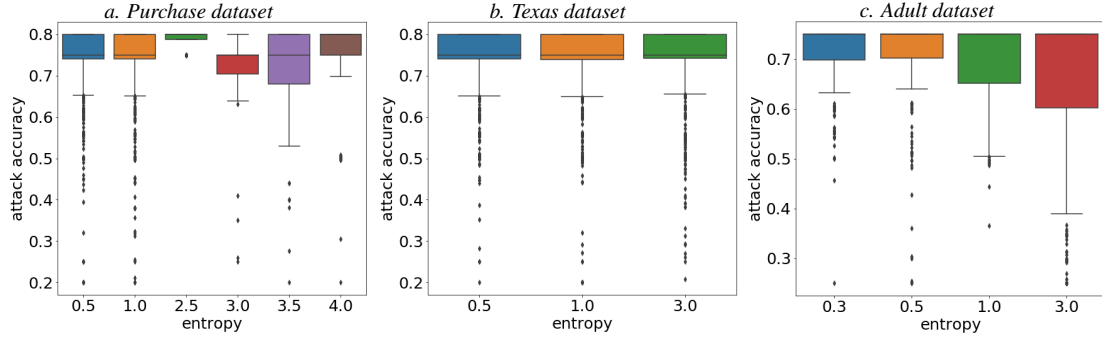 a. Purchase dataset
attack accuracy
0.8
0.7
0.6
0.5
0.4
0.3
0.2
0.5 1.0 2.5 3.0 3.5 4.0
entropy
b. Texas dataset
attack accuracy
0.8
0.7
0.6
0.5
0.4
0.3
0.2
0.5 1.0 3.0
entropy
c. Adult dataset
attack accuracy
0.7
0.6
0.5
0.4
0.3
0.3 0.5 1.0 3.0
entropy